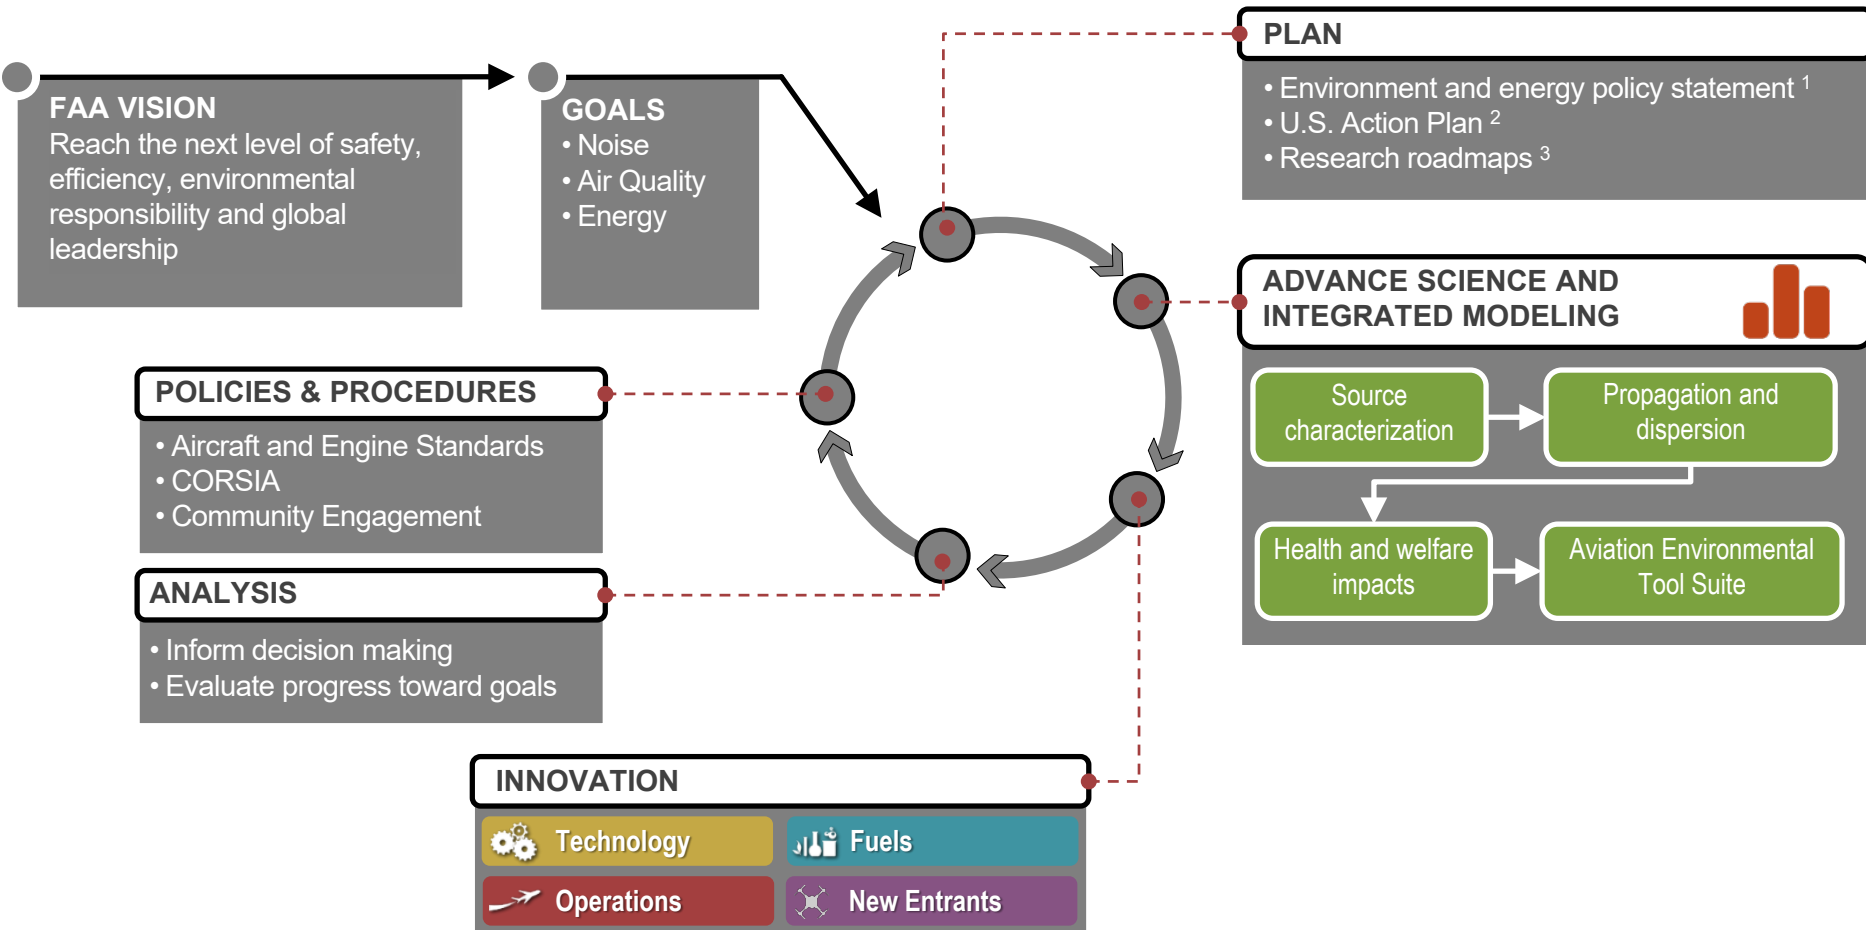 FAA VISION
Reach the next level of safety,
efficiency, environmental
responsibility and global
leadership
GOALS
• Noise
• Air Quality
• Energy
PLAN
• Environment and energy policy statement 1
• U.S. Action Plan 2
• Research roadmaps 3
ADVANCE SCIENCE AND
INTEGRATED MODELING
Source
characterization
Propagation and
dispersion
Health and welfare
impacts
Aviation Environmental
Tool Suite
POLICIES & PROCEDURES
• Aircraft and Engine Standards
• CORSIA
• Community Engagement
ANALYSIS
• Inform decision making
• Evaluate progress toward goals
INNOVATION
Technology
Fuels
Operations
New Entrants